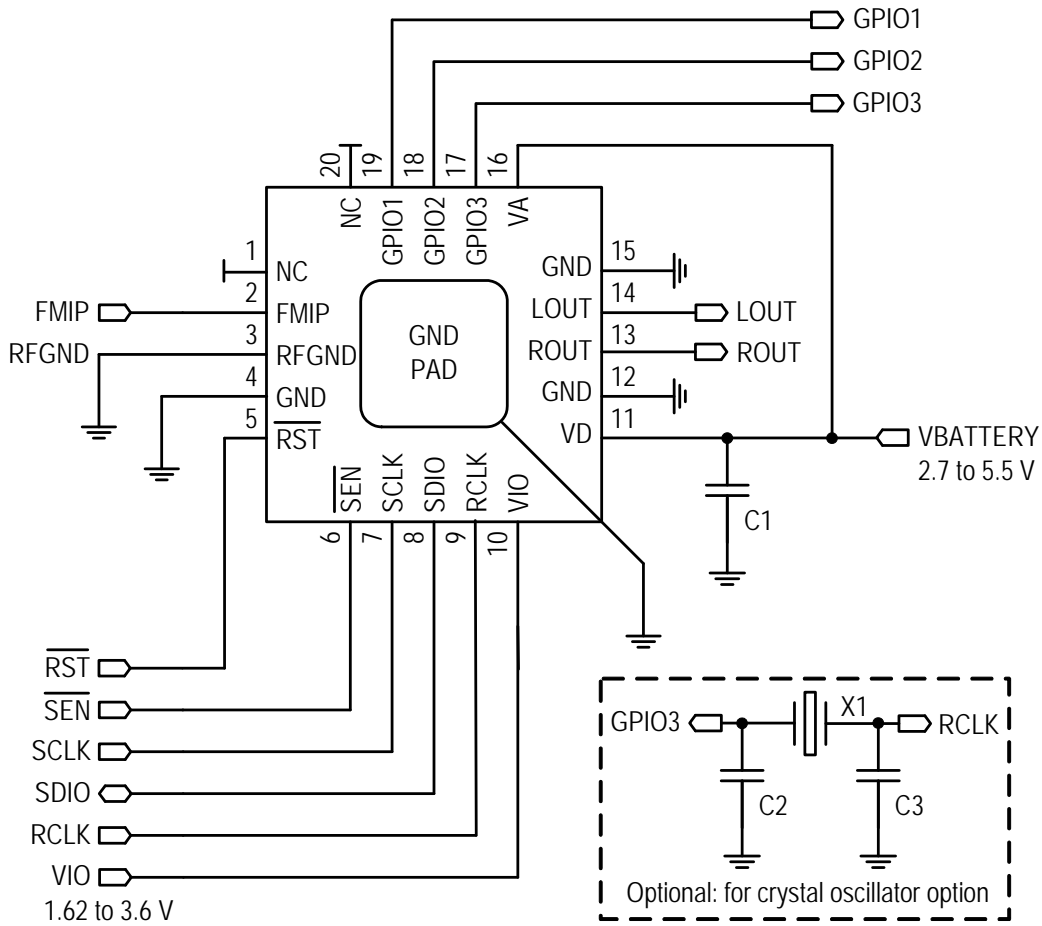 GPIO1
GPIO2
GPIO3
20
19
18
17
16
NC
GPIO1
GPIO2
GPIO3
VA
1
NC
FMIP
2
FMIP
RFGND
3
RFGND
4
GND
5
RST
GND
PAD
GND
15
LOUT
14
LOUT
ROUT
13
ROUT
GND
12
VD
11
VBATTERY
2.7 to 5.5 V
C1
SEN
SCLK
SDIO
RCLK
VIO
6
7
8
9
10
RST
SEN
SCLK
SDIO
RCLK
VIO
1.62 to 3.6 V
GPIO3
X1
RCLK
C2
C3
Optional: for crystal oscillator option